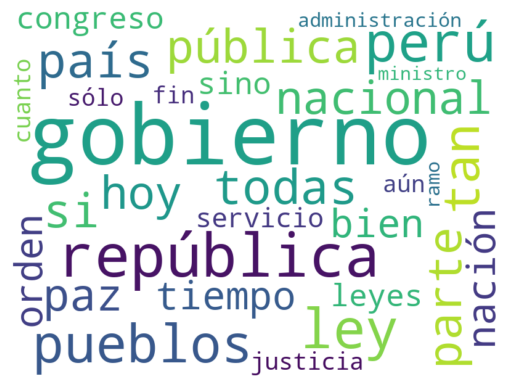 congreso
administración
país
pública
perú
ministro
cuanto
sólo
fin
sino
nacional
gobierno
hoy
todas
aún
ramo
tan
si
servicio
bien
orden
república
parte
nación
paz
tiempo
leyes
ley
pueblos
justicia